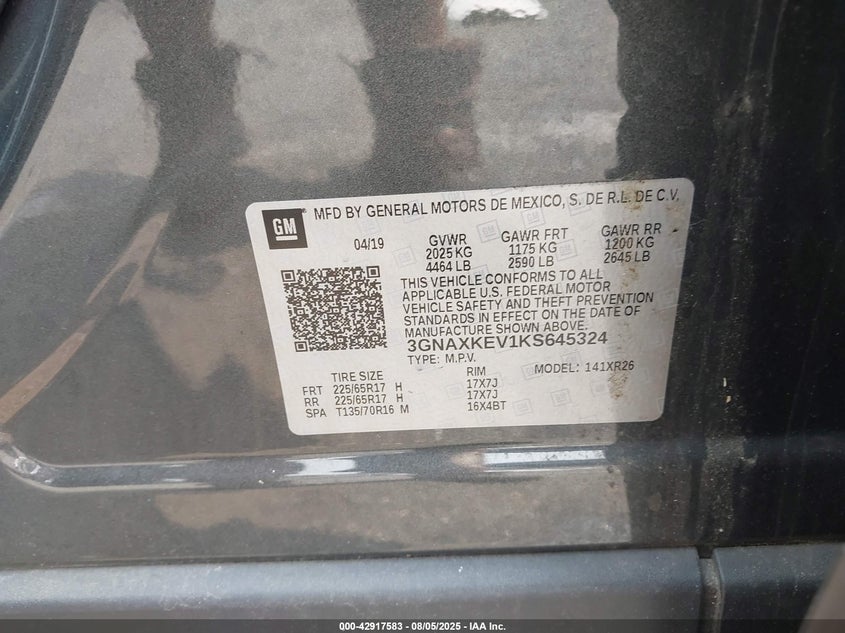 GM
MFD BY GENERAL MOTORS DE MEXICO, S. DE R.L. DE C.V.
04/19 GVWR GAWR FRT GAWR RR
2025 KG 1175 KG 1200 KG
4464 LB 2590 LB 2645 LB
THIS VEHICLE CONFORMS TO ALL
APPLICABLE U.S. FEDERAL MOTOR
VEHICLE SAFETY AND THEFT PREVENTION
STANDARDS IN EFFECT ON THE DATE OF
MANUFACTURE SHOWN ABOVE.
3GNAXKEV1KS645324
TYPE: M.P.V. MODEL: 141XR26
TIRE SIZE RIM
FRT 225/65R17 H 17X7J
RR 225/65R17 H 17X7J
SPA T135/70R16 M 16X4BT
000-42917583 - 08/05/2025 - IAA Inc.